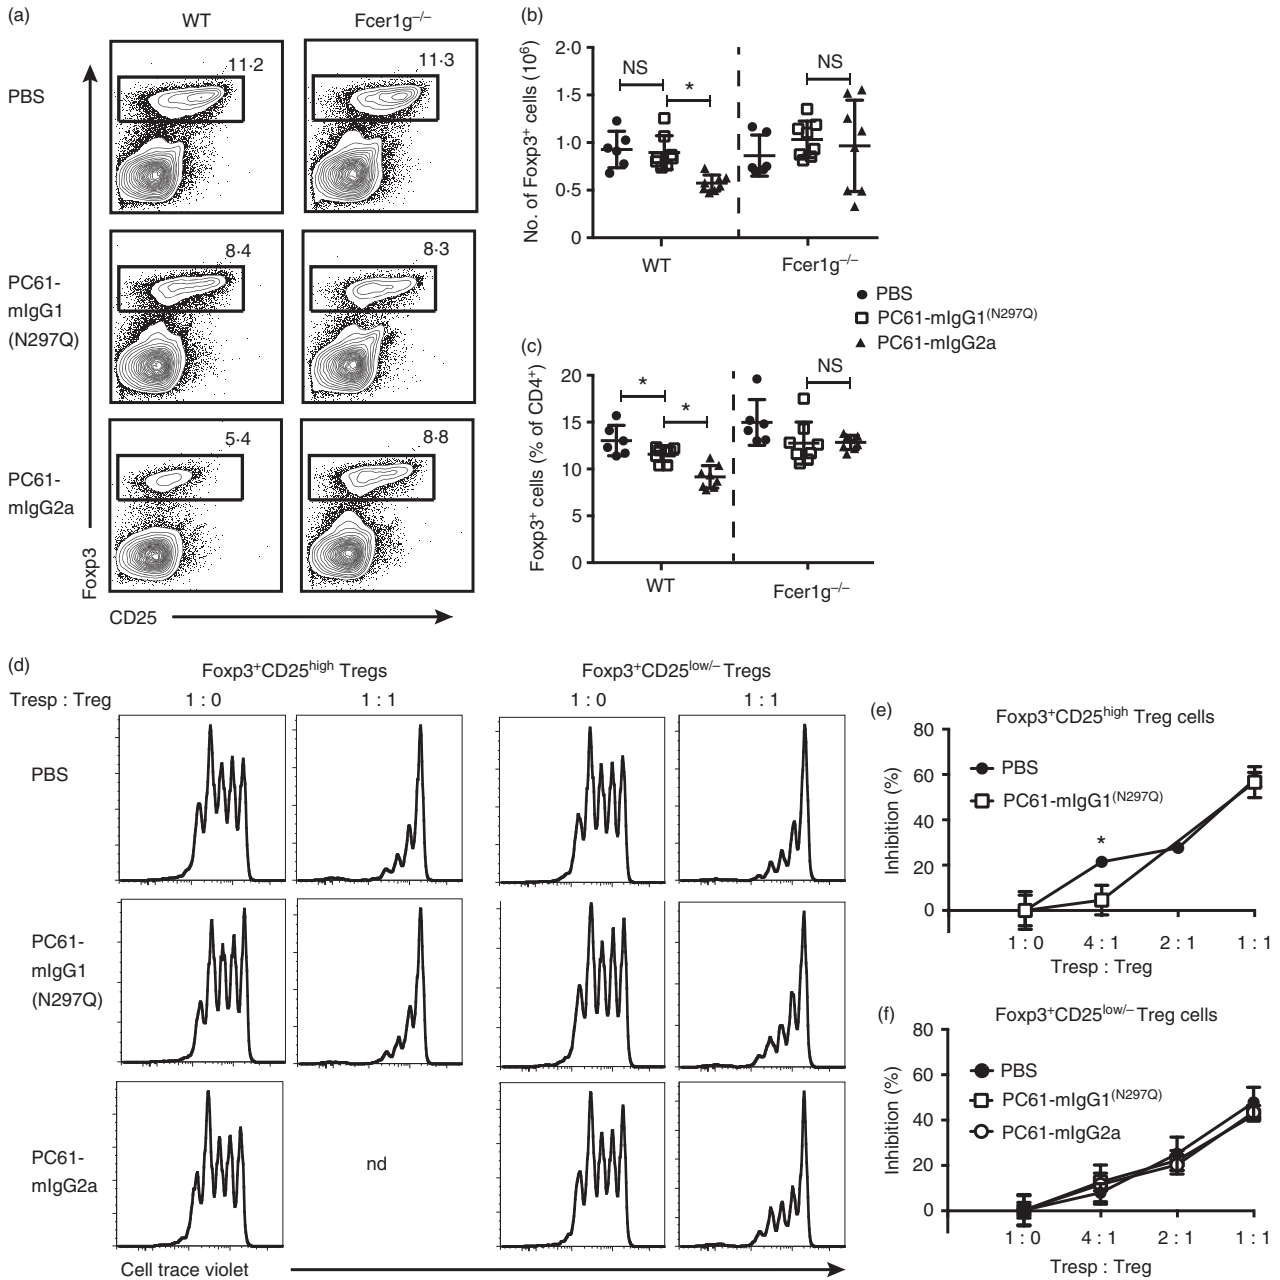 (a)
WT
Fcer1g–/–
PBS
11·2
11·3
PC61-
mIgG1
(N297Q)
8·4
8·3
PC61-
mIgG2a
5·4
8·8
Foxp3
CD25
(b)
No. of Foxp3+ cells (10⁶)
2·0
1·5
1·0
0·5
0
NS
*
NS
WT
Fcer1g–/–
PBS
PC61-mIgG1(N297Q)
PC61-mIgG2a
(c)
Foxp3+ cells (% of CD4+)
20
15
10
5
0
*
*
NS
WT
Fcer1g–/–
(d)
Foxp3+CD25high Tregs
Foxp3+CD25low/– Tregs
Tresp : Treg
1 : 0
1 : 1
1 : 0
1 : 1
PBS
PC61-
mIgG1
(N297Q)
PC61-
mIgG2a
nd
Cell trace violet
(e)
Foxp3+CD25high Treg cells
Inhibition (%)
80
60
40
20
0
PBS
PC61-mIgG1(N297Q)
*
1 : 0
4 : 1
2 : 1
1 : 1
Tresp : Treg
(f)
Foxp3+CD25low/– Treg cells
Inhibition (%)
80
60
40
20
0
PBS
PC61-mIgG1(N297Q)
PC61-mIgG2a
1 : 0
4 : 1
2 : 1
1 : 1
Tresp : Treg